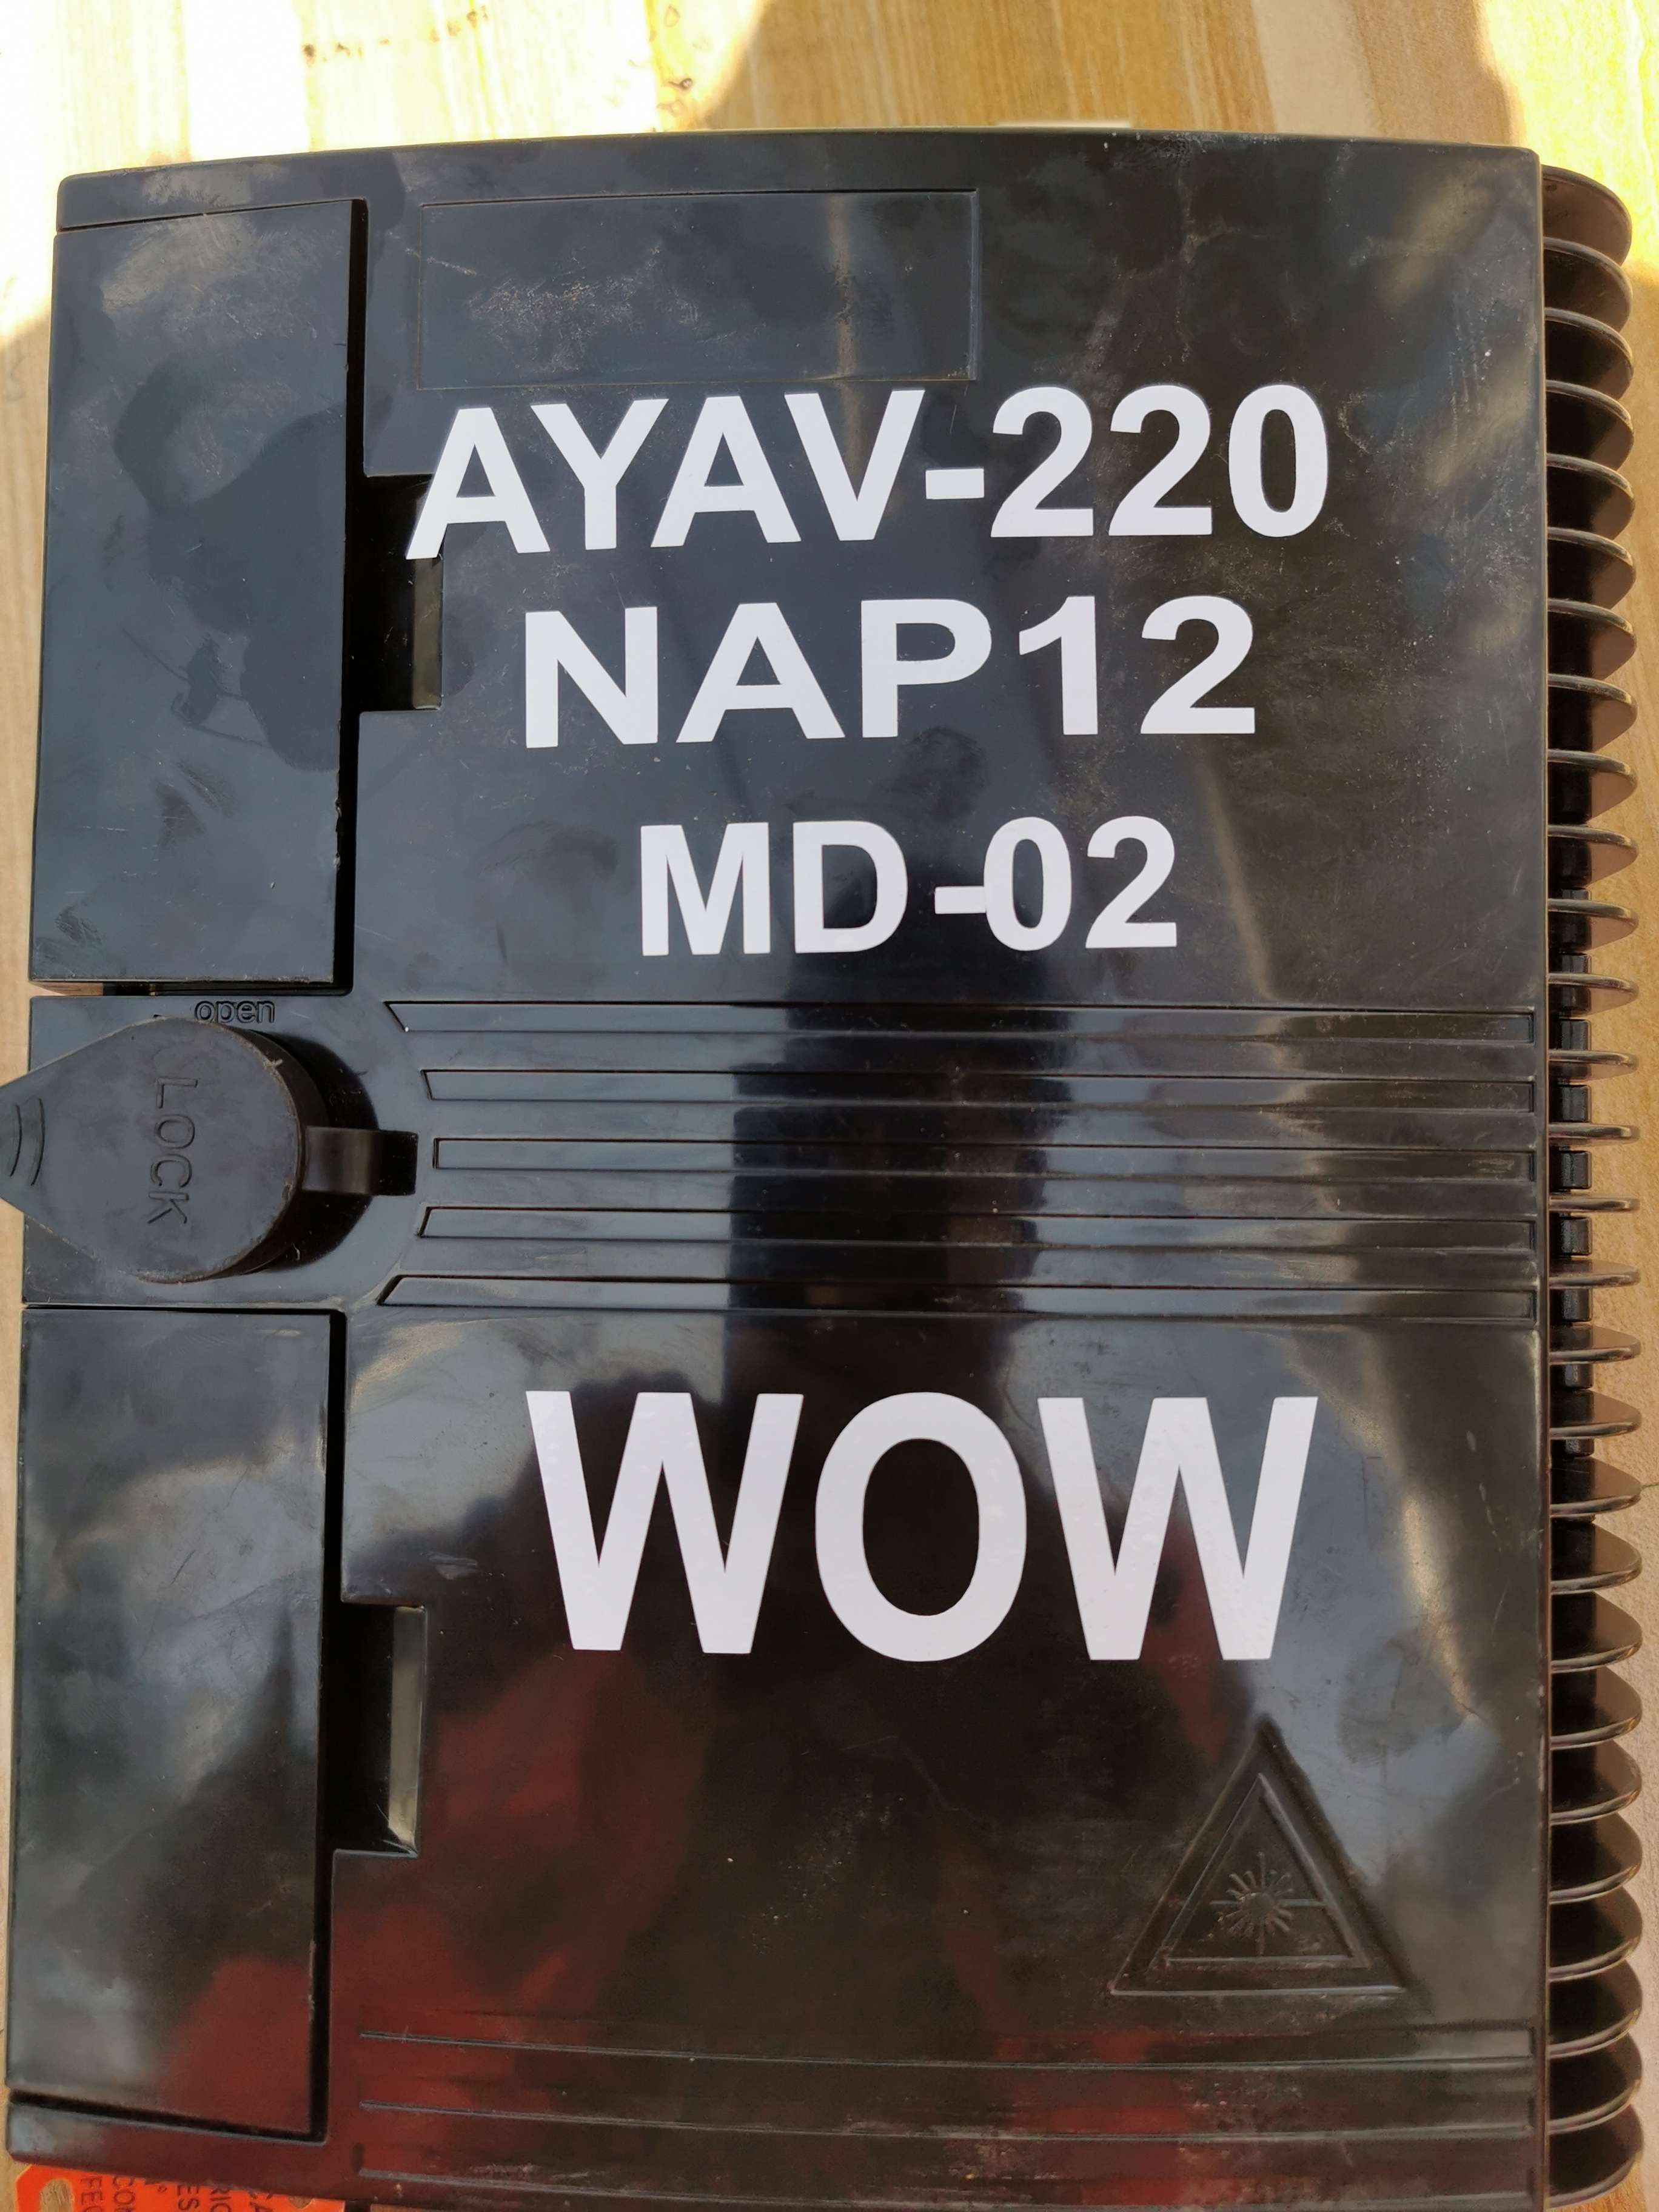 AYAV-220
NAP12
MD-02
open
LOCK
WOW